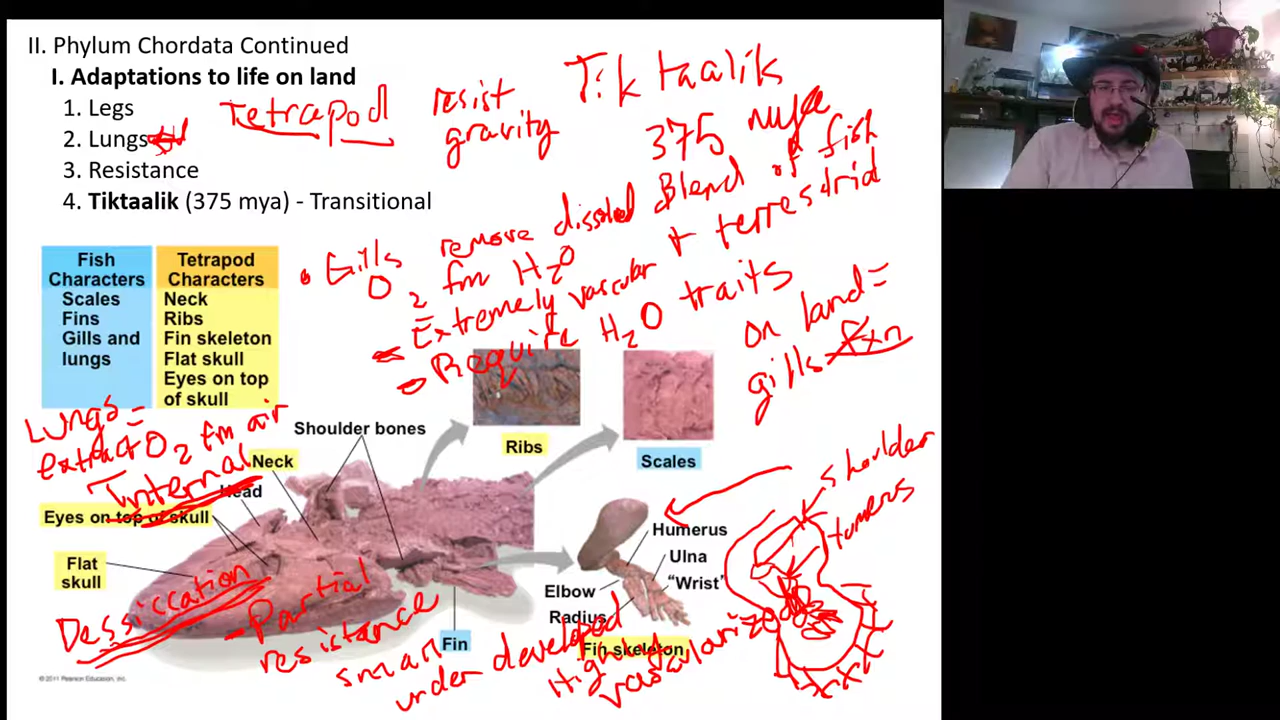 II. Phylum Chordata Continued
I. Adaptations to life on land
1. Legs
2. Lungs
3. Resistance
4. Tiktaalik (375 mya) - Transitional
Tetrapod
resist
gravity
Tiktaalik
375 mya
Blend of fish
+ terrestrial
traits
• Gills remove dissolved
O2 fm H2O
- Extremely vascular
- Require H2O
on land =
gills
Fish
Characters
Scales
Fins
Gills and
lungs
Tetrapod
Characters
Neck
Ribs
Fin skeleton
Flat skull
Eyes on top
of skull
Lungs =
extract O2 fm air
Internal
Shoulder bones
Ribs
Scales
Neck
Head
Eyes on top of skull
Flat
skull
Humerus
Ulna
"Wrist"
Elbow
Radius
Fin
Fin skeleton
shoulder
Humerus
Dessiccation
- Partial
resistance
small
under developed
Highly
vascularized
© 2011 Pearson Education, Inc.